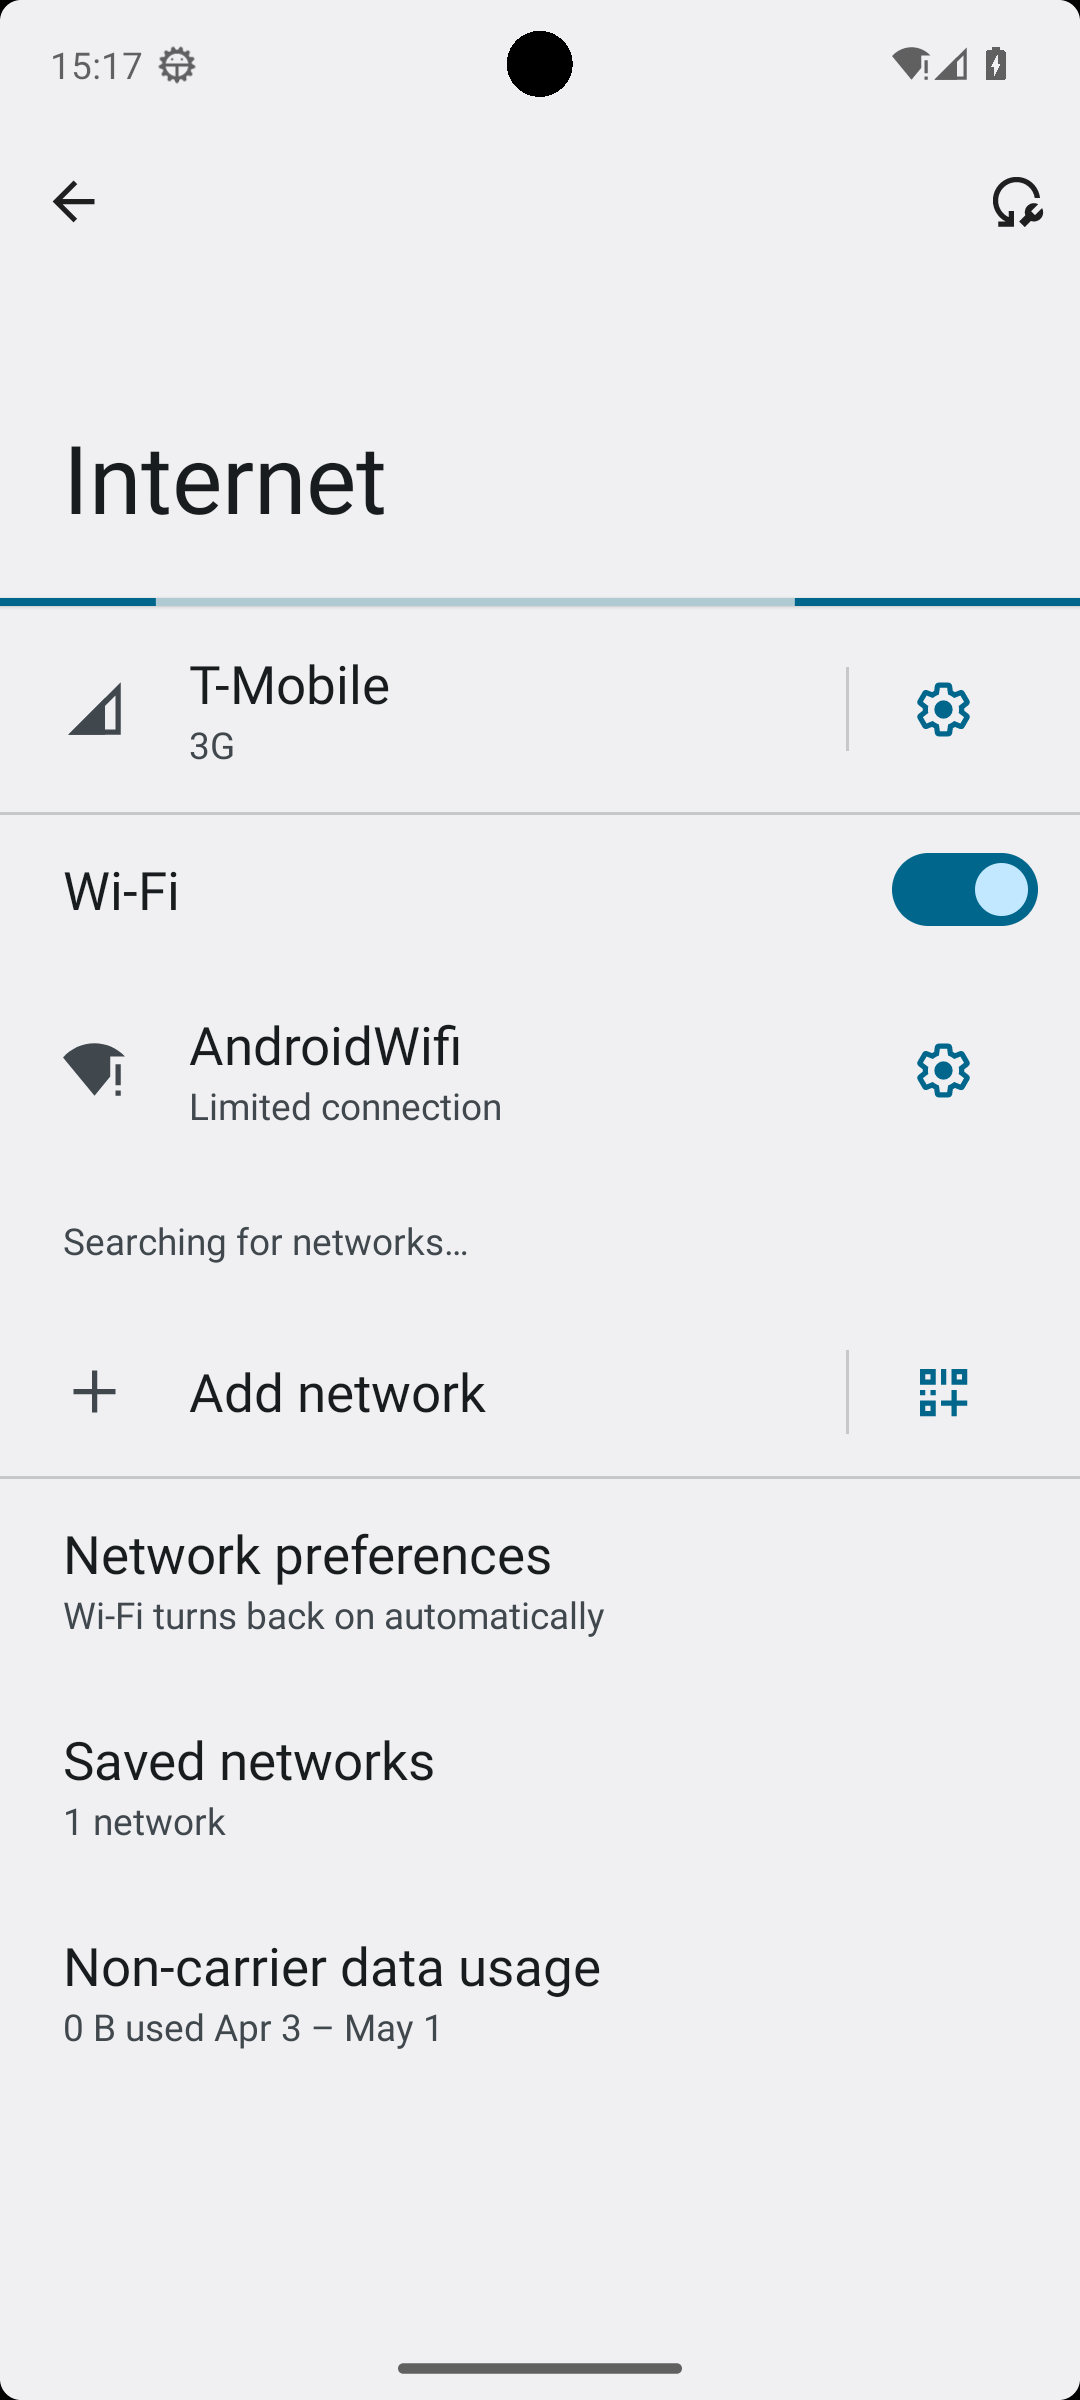 15:17
Internet
T-Mobile
3G
Wi-Fi
AndroidWifi
Limited connection
Searching for networks…
Add network
Network preferences
Wi-Fi turns back on automatically
Saved networks
1 network
Non-carrier data usage
0 B used Apr 3 – May 1